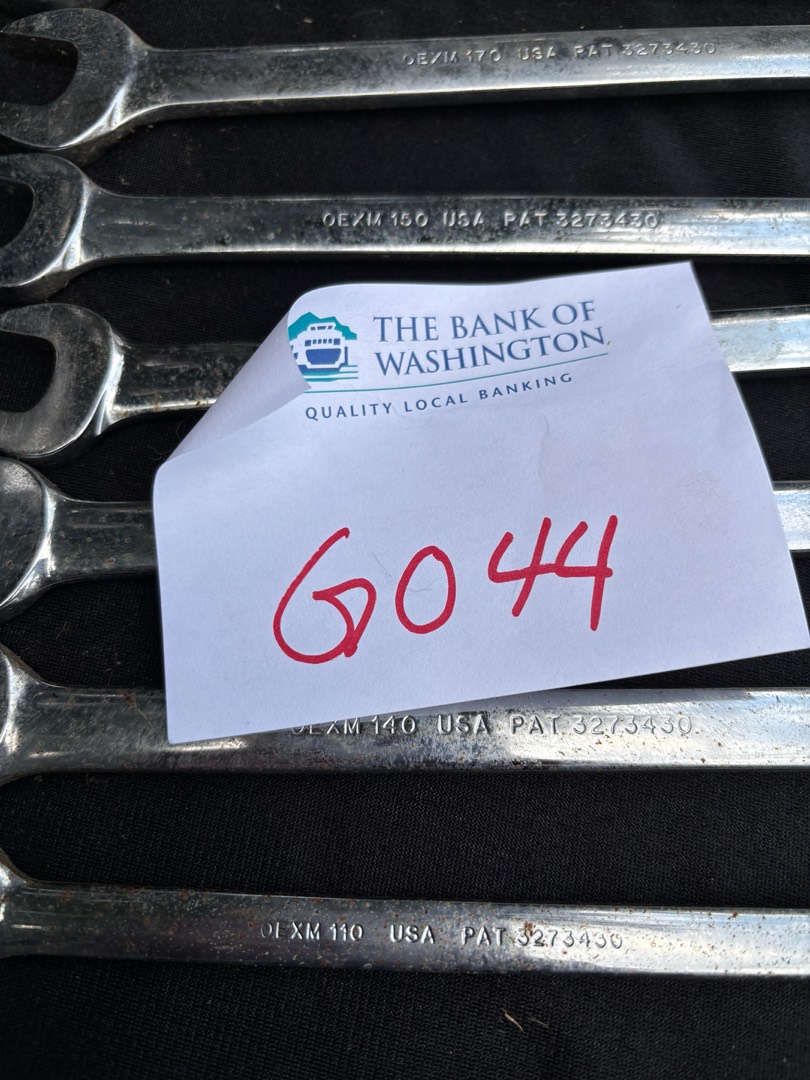 OEXM 170 USA PAT 3273430
OEXM 150 USA PAT 3273430
THE BANK OF
WASHINGTON
QUALITY LOCAL BANKING
GO44
OEXM 140 USA PAT. 3273430
OEXM 110 USA PAT 3273430